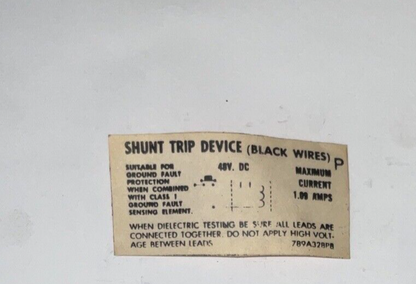 SHUNT TRIP DEVICE (BLACK WIRES) P
SUITABLE FOR
GROUND FAULT
PROTECTION
WHEN COMBINED
WITH CLASS I
GROUND FAULT
SENSING ELEMENT.
48V. DC
MAXIMUM
CURRENT
1.09 AMPS
WHEN DIELECTRIC TESTING BE SURE ALL LEADS ARE
CONNECTED TOGETHER. DO NOT APPLY HIGH VOLT-
AGE BETWEEN LEADS
789A328P8